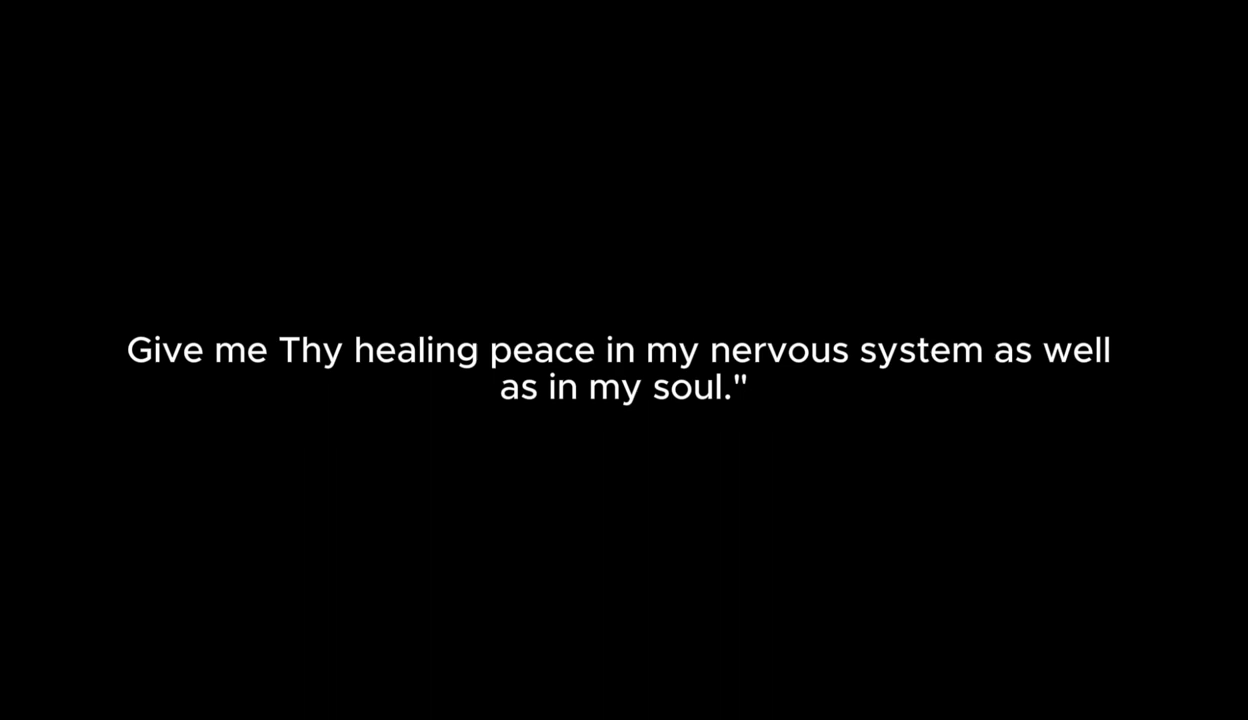 Give me Thy healing peace in my nervous system as well
as in my soul."